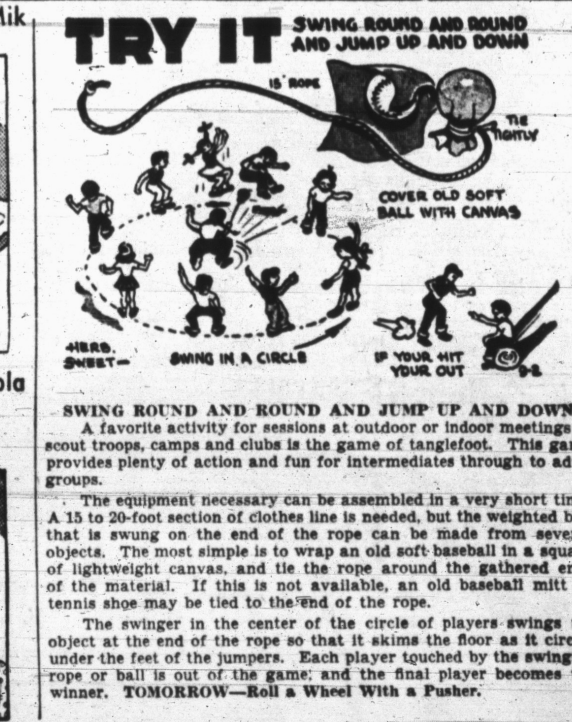 lik
TRY IT
SWING ROUND AND ROUND
AND JUMP UP AND DOWN
15' ROPE
TIE
TIGHTLY
COVER OLD SOFT
BALL WITH CANVAS
HERB
SWEET—
SWING IN A CIRCLE
IF YOUR HIT
YOUR OUT
9-2
ola
SWING ROUND AND ROUND AND JUMP UP AND DOWN
A favorite activity for sessions at outdoor or indoor meetings
scout troops, camps and clubs is the game of tanglefoot. This gam
provides plenty of action and fun for intermediates through to ad
groups.
The equipment necessary can be assembled in a very short tim
A 15 to 20-foot section of clothes line is needed, but the weighted b
that is swung on the end of the rope can be made from seve
objects. The most simple is to wrap an old soft baseball in a squa
of lightweight canvas, and tie the rope around the gathered en
of the material. If this is not available, an old baseball mitt
tennis shoe may be tied to the end of the rope.
The swinger in the center of the circle of players swings
object at the end of the rope so that it skims the floor as it circ
under the feet of the jumpers. Each player touched by the swing
rope or ball is out of the game; and the final player becomes
winner. TOMORROW—Roll a Wheel With a Pusher.